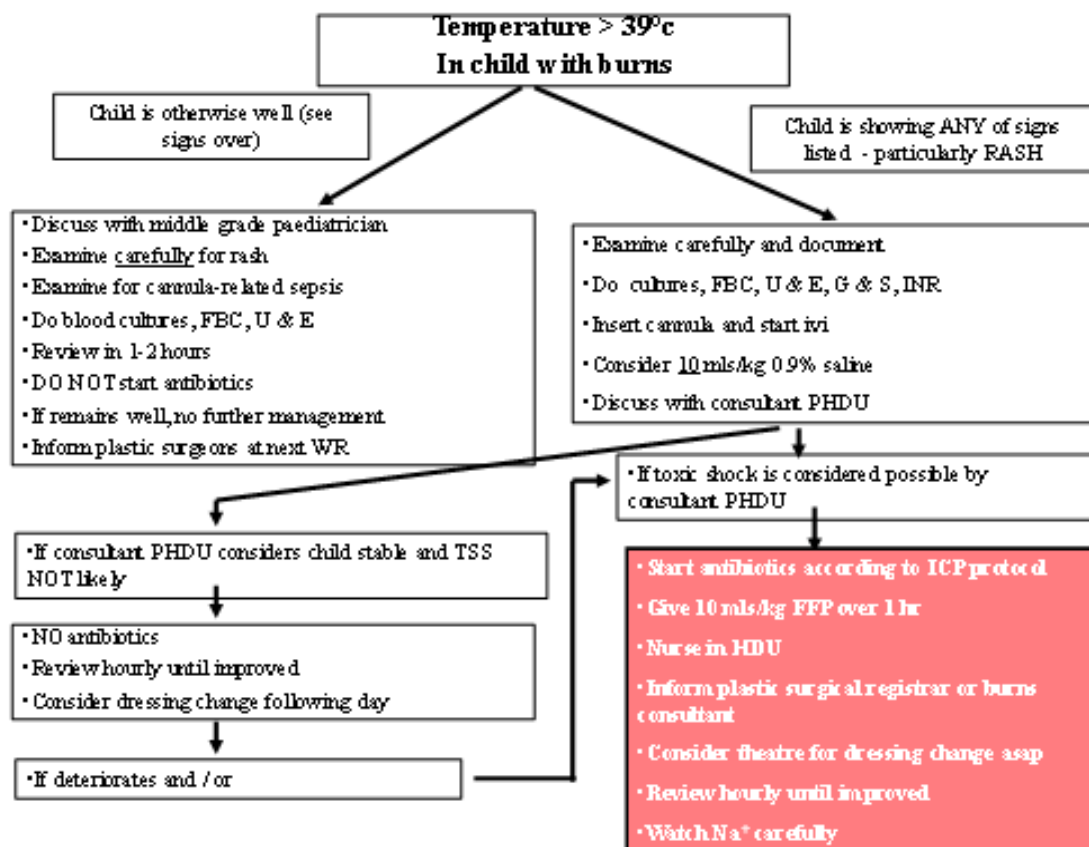 Temperature > 39°c
In child with burns
Child is otherwise well (see
signs over)
Child is showing ANY of signs
listed - particularly RASH
· Discuss with middle grade paediatrician
· Examine carefully for rash
· Examine for cannula-related sepsis
· Do blood cultures, FBC, U & E
· Review in 1-2 hours
· DO NOT start antibiotics
· If remains well, no further management
· Inform plastic surgeons at next WR
· Examine carefully and document
· Do cultures, FBC, U & E, G & S, INR
· Insert cannula and start ivi
· Consider 10 mls/kg 0.9% saline
· Discuss with consultant PHDU
· If toxic shock is considered possible by
consultant PHDU
· If consultant PHDU considers child stable and TSS
NOT likely
· NO antibiotics
· Review hourly until improved
· Consider dressing change following day
· If deteriorates and / or
· Start antibiotics according to ICP protocol
· Give 10 mls/kg FFP over 1 hr
· Nurse in HDU
· Inform plastic surgical registrar or burns
consultant
· Consider theatre for dressing change asap
· Review hourly until improved
· Watch Na⁺ carefully